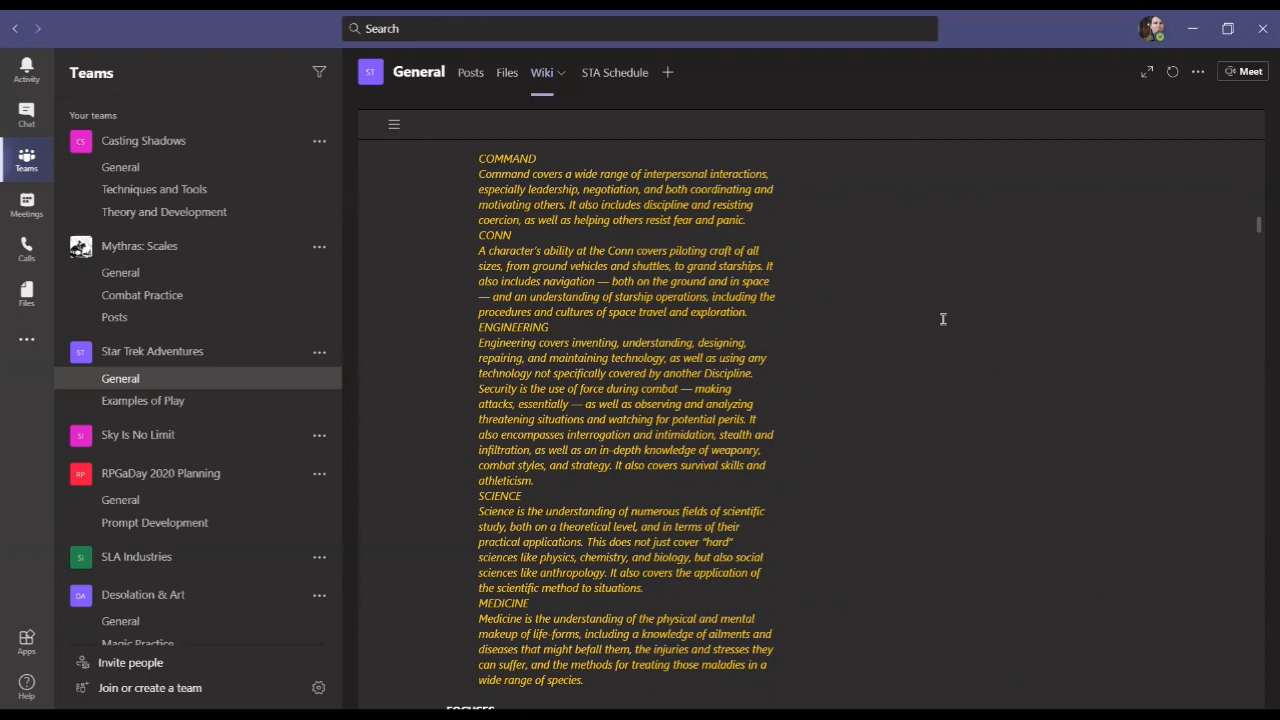 Search
Activity
Chat
Teams
Meetings
Calls
Files
Apps
Help
Teams
Your teams
CS Casting Shadows
General
Techniques and Tools
Theory and Development
Mythras: Scales
General
Combat Practice
Posts
ST Star Trek Adventures
General
Examples of Play
SI Sky Is No Limit
RP RPGaDay 2020 Planning
General
Prompt Development
SI SLA Industries
DA Desolation & Art
General
Magic Practice
Invite people
Join or create a team
ST General Posts Files Wiki STA Schedule
Meet
COMMAND
Command covers a wide range of interpersonal interactions,
especially leadership, negotiation, and both coordinating and
motivating others. It also includes discipline and resisting
coercion, as well as helping others resist fear and panic.
CONN
A character's ability at the Conn covers piloting craft of all
sizes, from ground vehicles and shuttles, to grand starships. It
also includes navigation — both on the ground and in space
— and an understanding of starship operations, including the
procedures and cultures of space travel and exploration.
ENGINEERING
Engineering covers inventing, understanding, designing,
repairing, and maintaining technology, as well as using any
technology not specifically covered by another Discipline.
Security is the use of force during combat — making
attacks, essentially — as well as observing and analyzing
threatening situations and watching for potential perils. It
also encompasses interrogation and intimidation, stealth and
infiltration, as well as an in-depth knowledge of weaponry,
combat styles, and strategy. It also covers survival skills and
athleticism.
SCIENCE
Science is the understanding of numerous fields of scientific
study, both on a theoretical level, and in terms of their
practical applications. This does not just cover “hard”
sciences like physics, chemistry, and biology, but also social
sciences like anthropology. It also covers the application of
the scientific method to situations.
MEDICINE
Medicine is the understanding of the physical and mental
makeup of life-forms, including a knowledge of ailments and
diseases that might befall them, the injuries and stresses they
can suffer, and the methods for treating those maladies in a
wide range of species.
FOCUSES